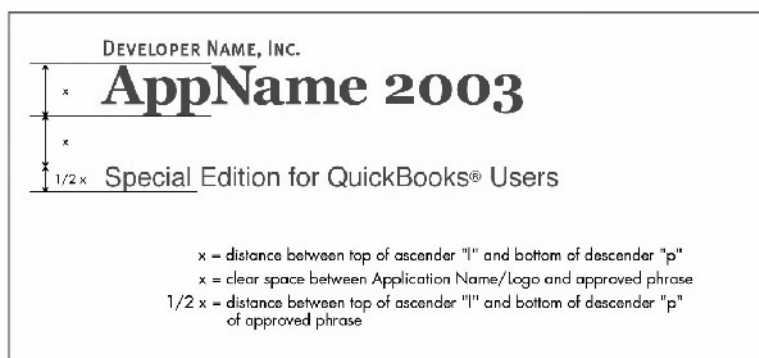 DEVELOPER NAME, INC.
AppName 2003
x
x
1/2 x
Special Edition for QuickBooks® Users
x = distance between top of ascender "l" and bottom of descender "p"
x = clear space between Application Name/Logo and approved phrase
1/2 x = distance between top of ascender "l" and bottom of descender "p"
of approved phrase